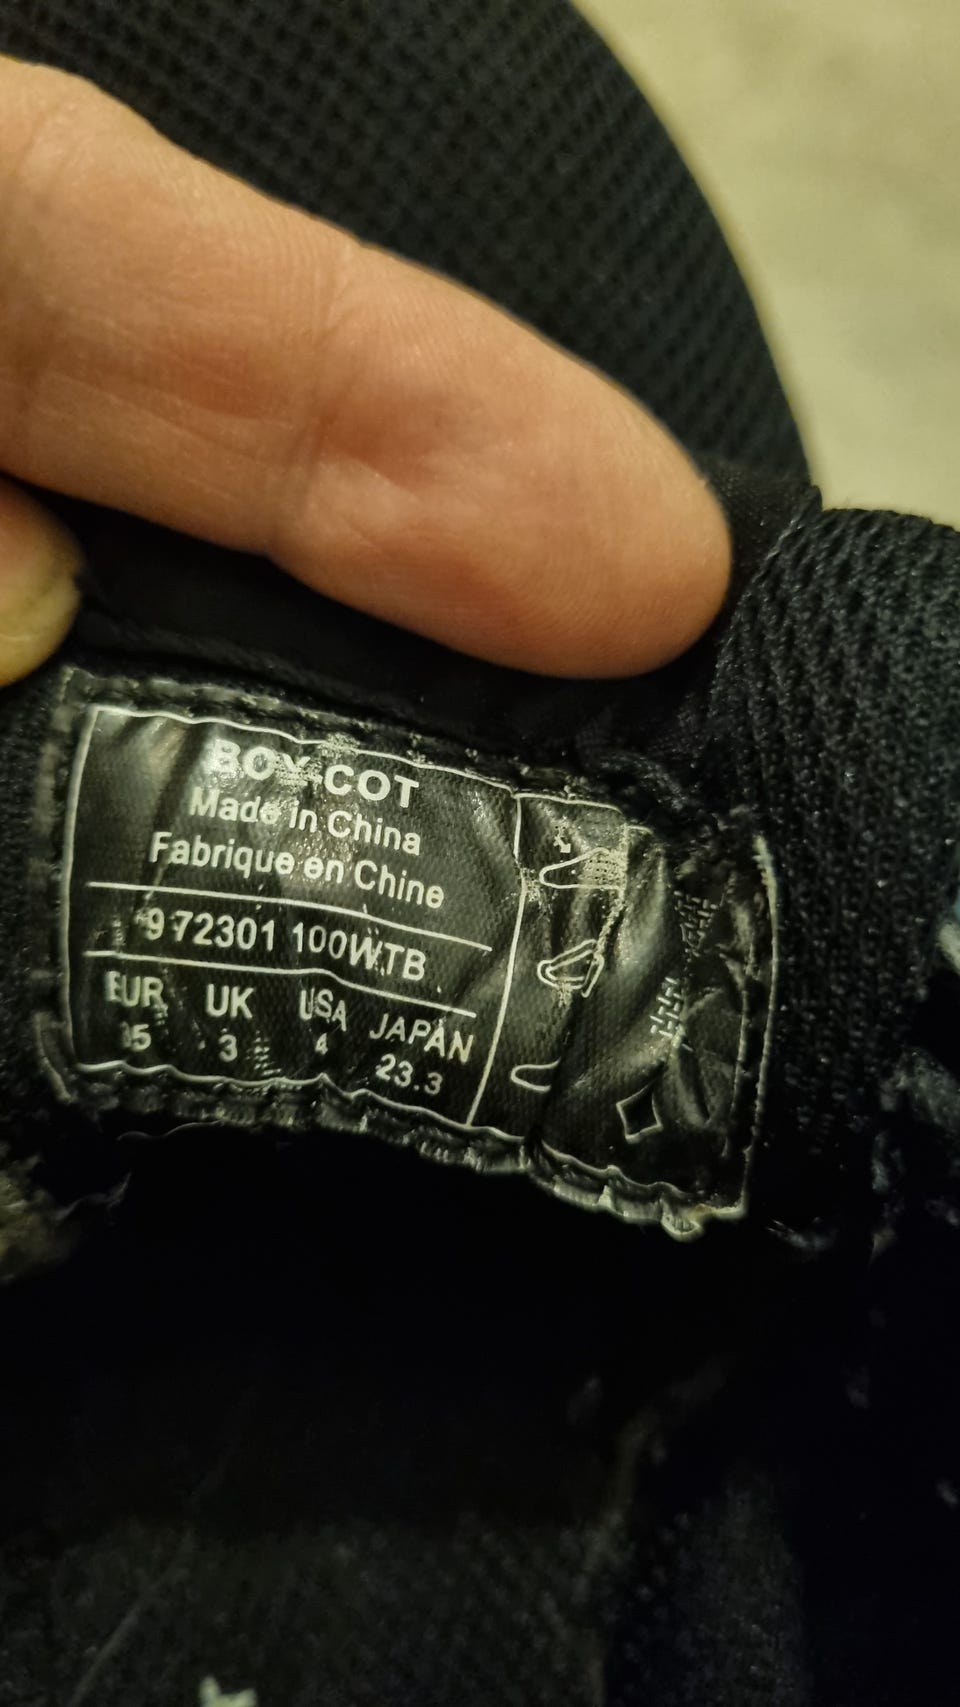 BOY-COT
Made in China
Fabrique en Chine
972301 100WTB
EUR UK USA JAPAN
35 3 4 23.3